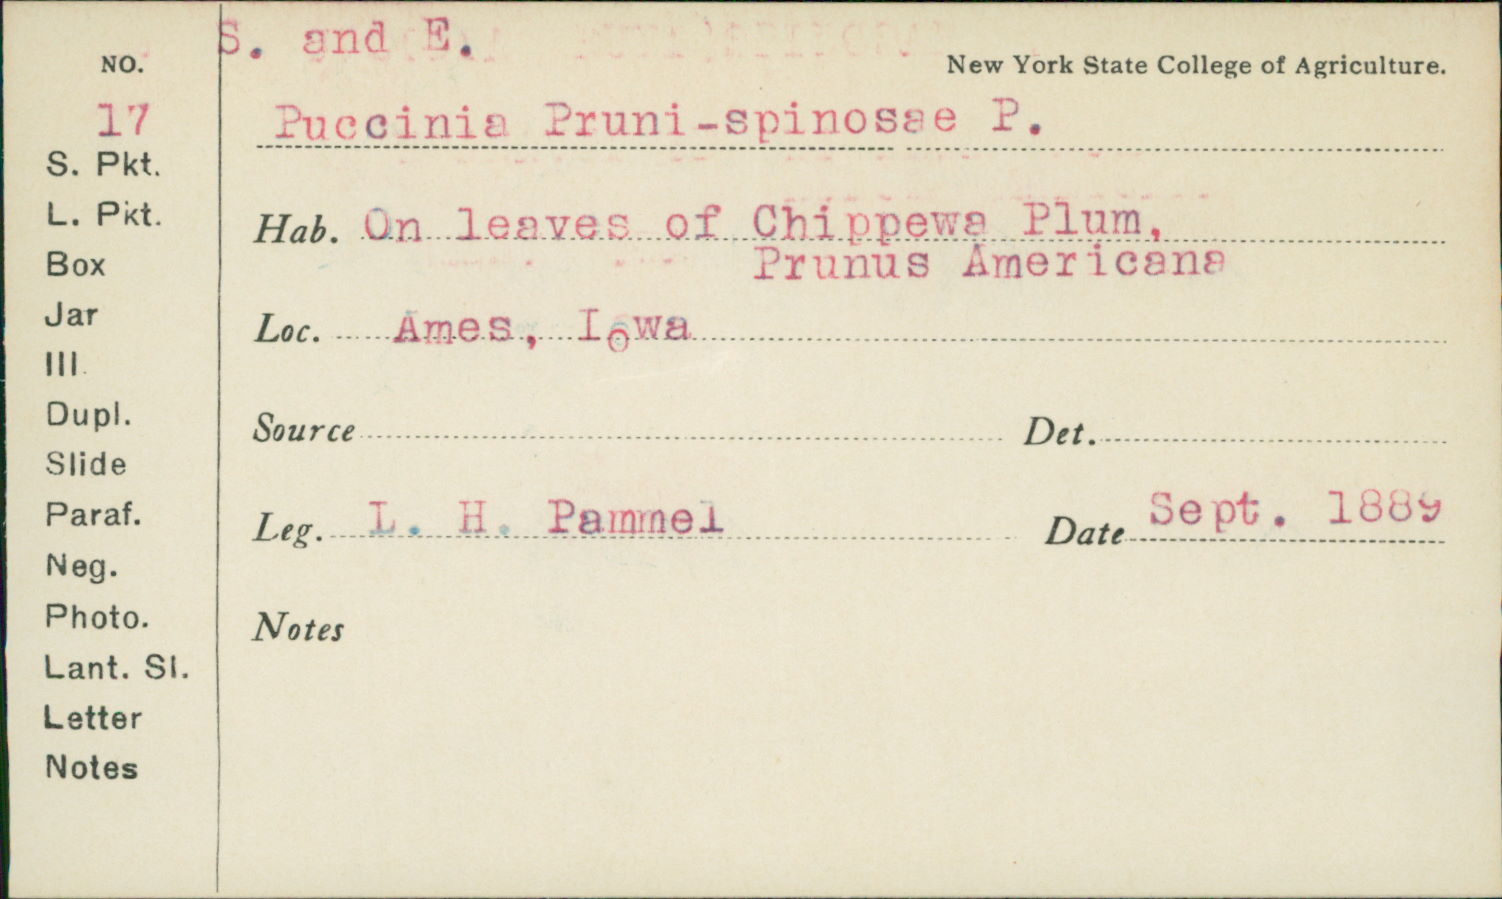 S. and E.
NO.
New York State College of Agriculture.
17
Puccinia Pruni-spinosae P.
S. Pkt.
L. Pkt.
Hab. On leaves of Chippewa Plum,
Prunus Americana
Box
Jar
Loc. Ames, Iowa
Ill.
Dupl.
Source
Det.
Slide
Paraf.
Leg. L. H. Pammel
Date Sept. 1889
Neg.
Photo.
Notes
Lant. Sl.
Letter
Notes